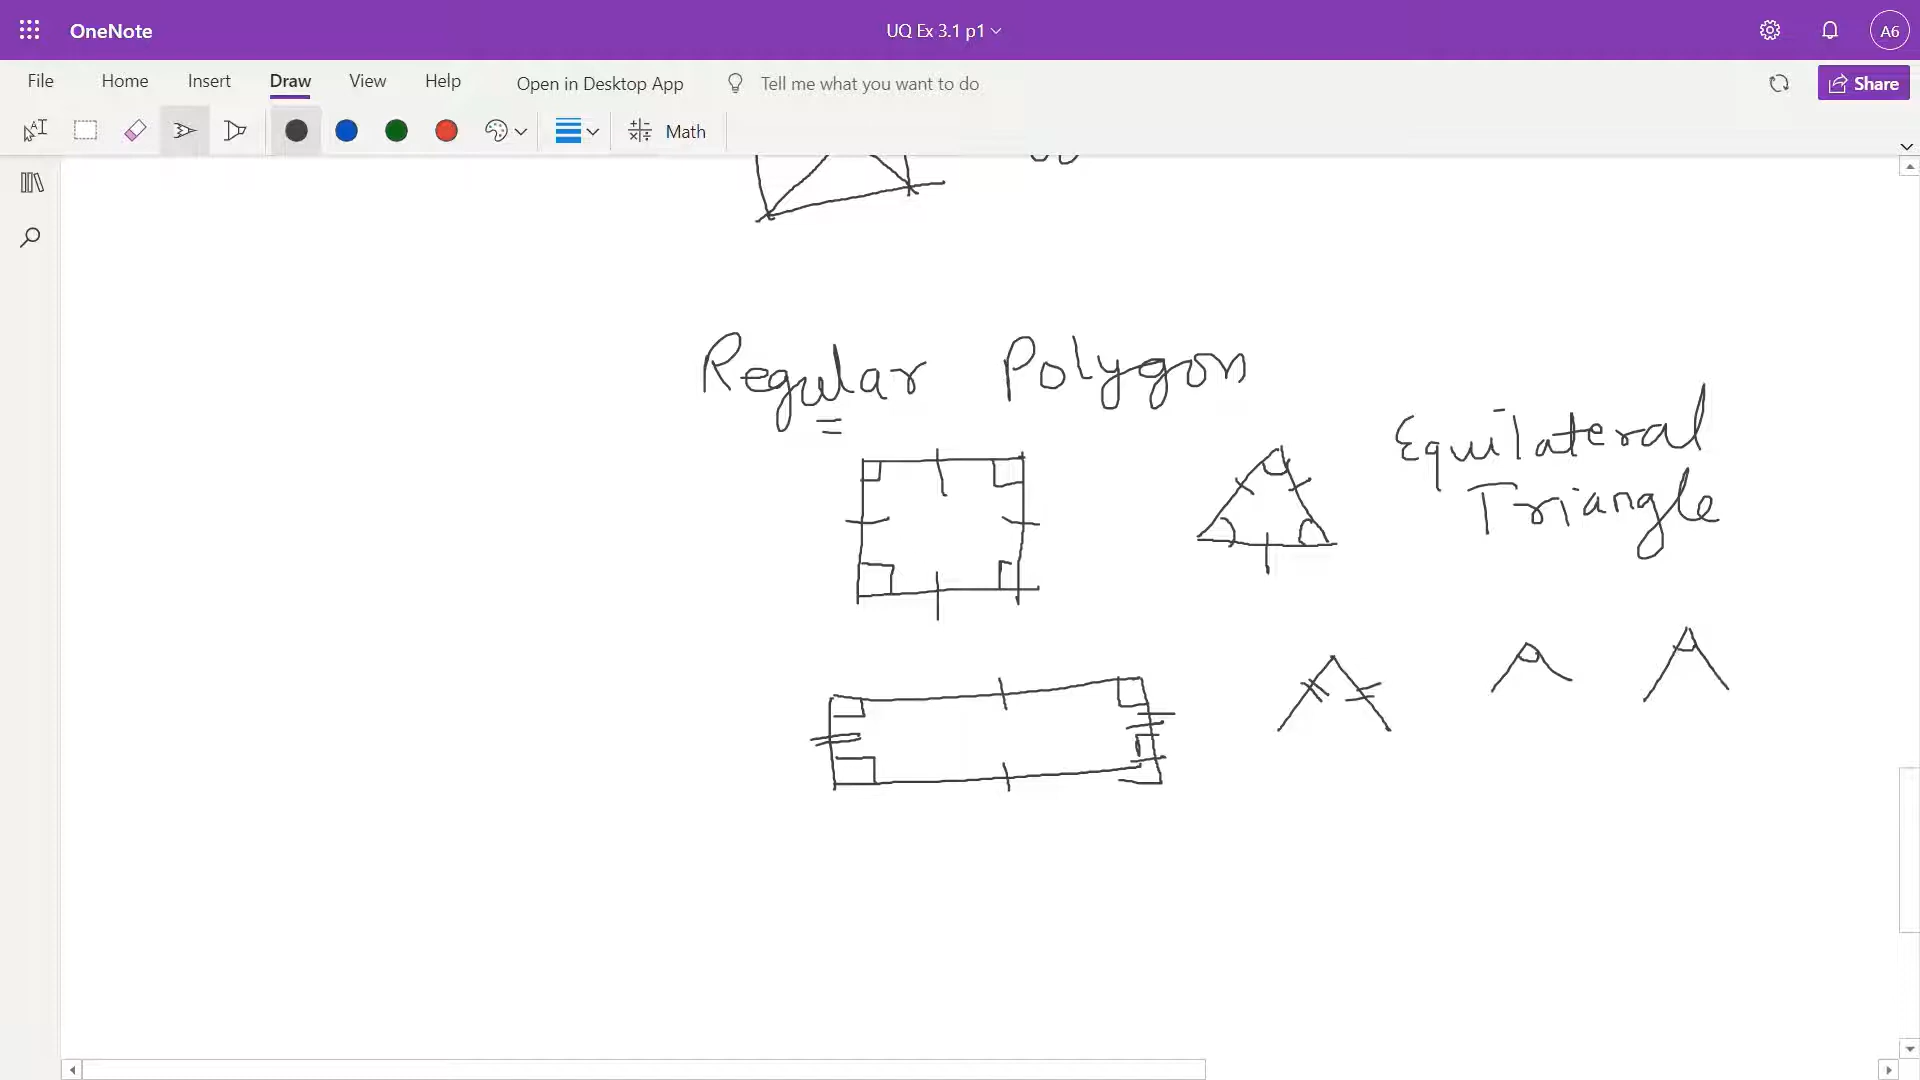 OneNote
UQ Ex 3.1 p1
A6
File Home Insert Draw View Help Open in Desktop App Tell me what you want to do
Share
Math
Regular Polygon
Equilateral
Triangle